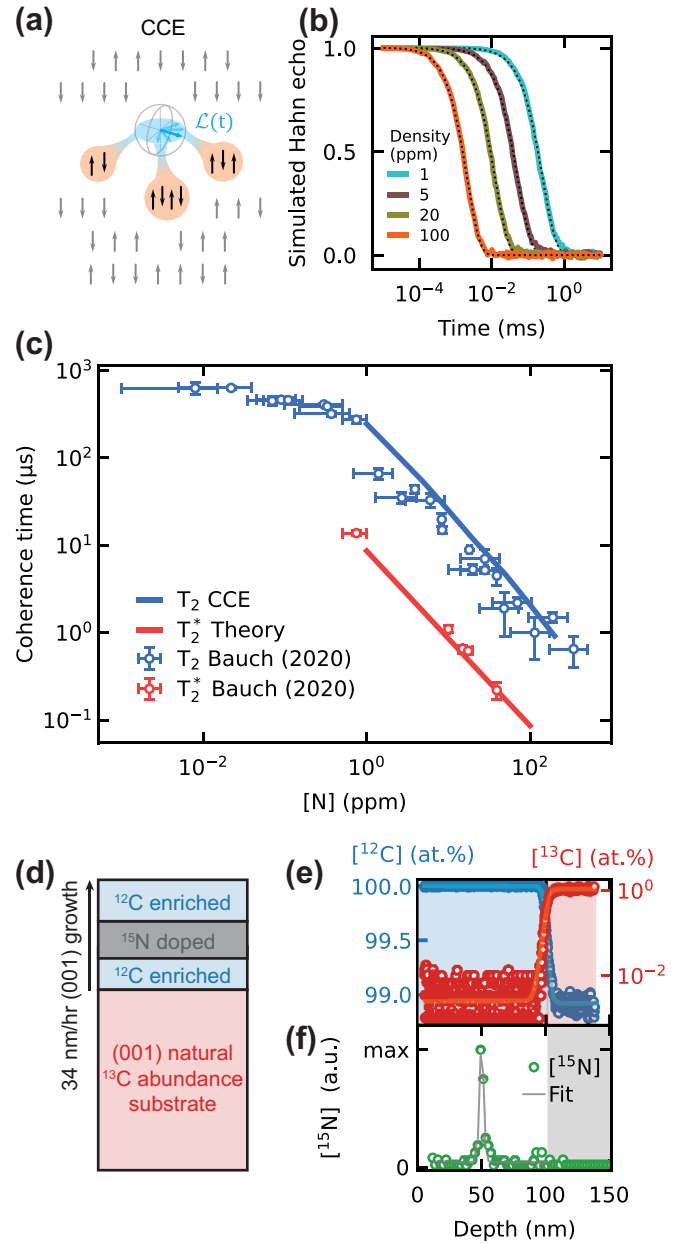 (a)
CCE
ℒ(t)
(b)
Simulated Hahn echo
1.0
0.5
0.0
Density
(ppm)
1
5
20
100
10⁻⁴
10⁻²
10⁰
Time (ms)
(c)
Coherence time (μs)
10³
10²
10¹
10⁰
10⁻¹
T₂ CCE
T₂* Theory
T₂ Bauch (2020)
T₂* Bauch (2020)
10⁻²
10⁰
10²
[N] (ppm)
(d)
34 nm/hr (001) growth
¹²C enriched
¹⁵N doped
¹²C enriched
(001) natural
¹³C abundance
substrate
(e)
[¹²C] (at.%)
[¹³C] (at.%)
100.0
99.5
99.0
10⁰
10⁻²
(f)
[¹⁵N] (a.u.)
max
0
[¹⁵N]
Fit
0
50
100
150
Depth (nm)